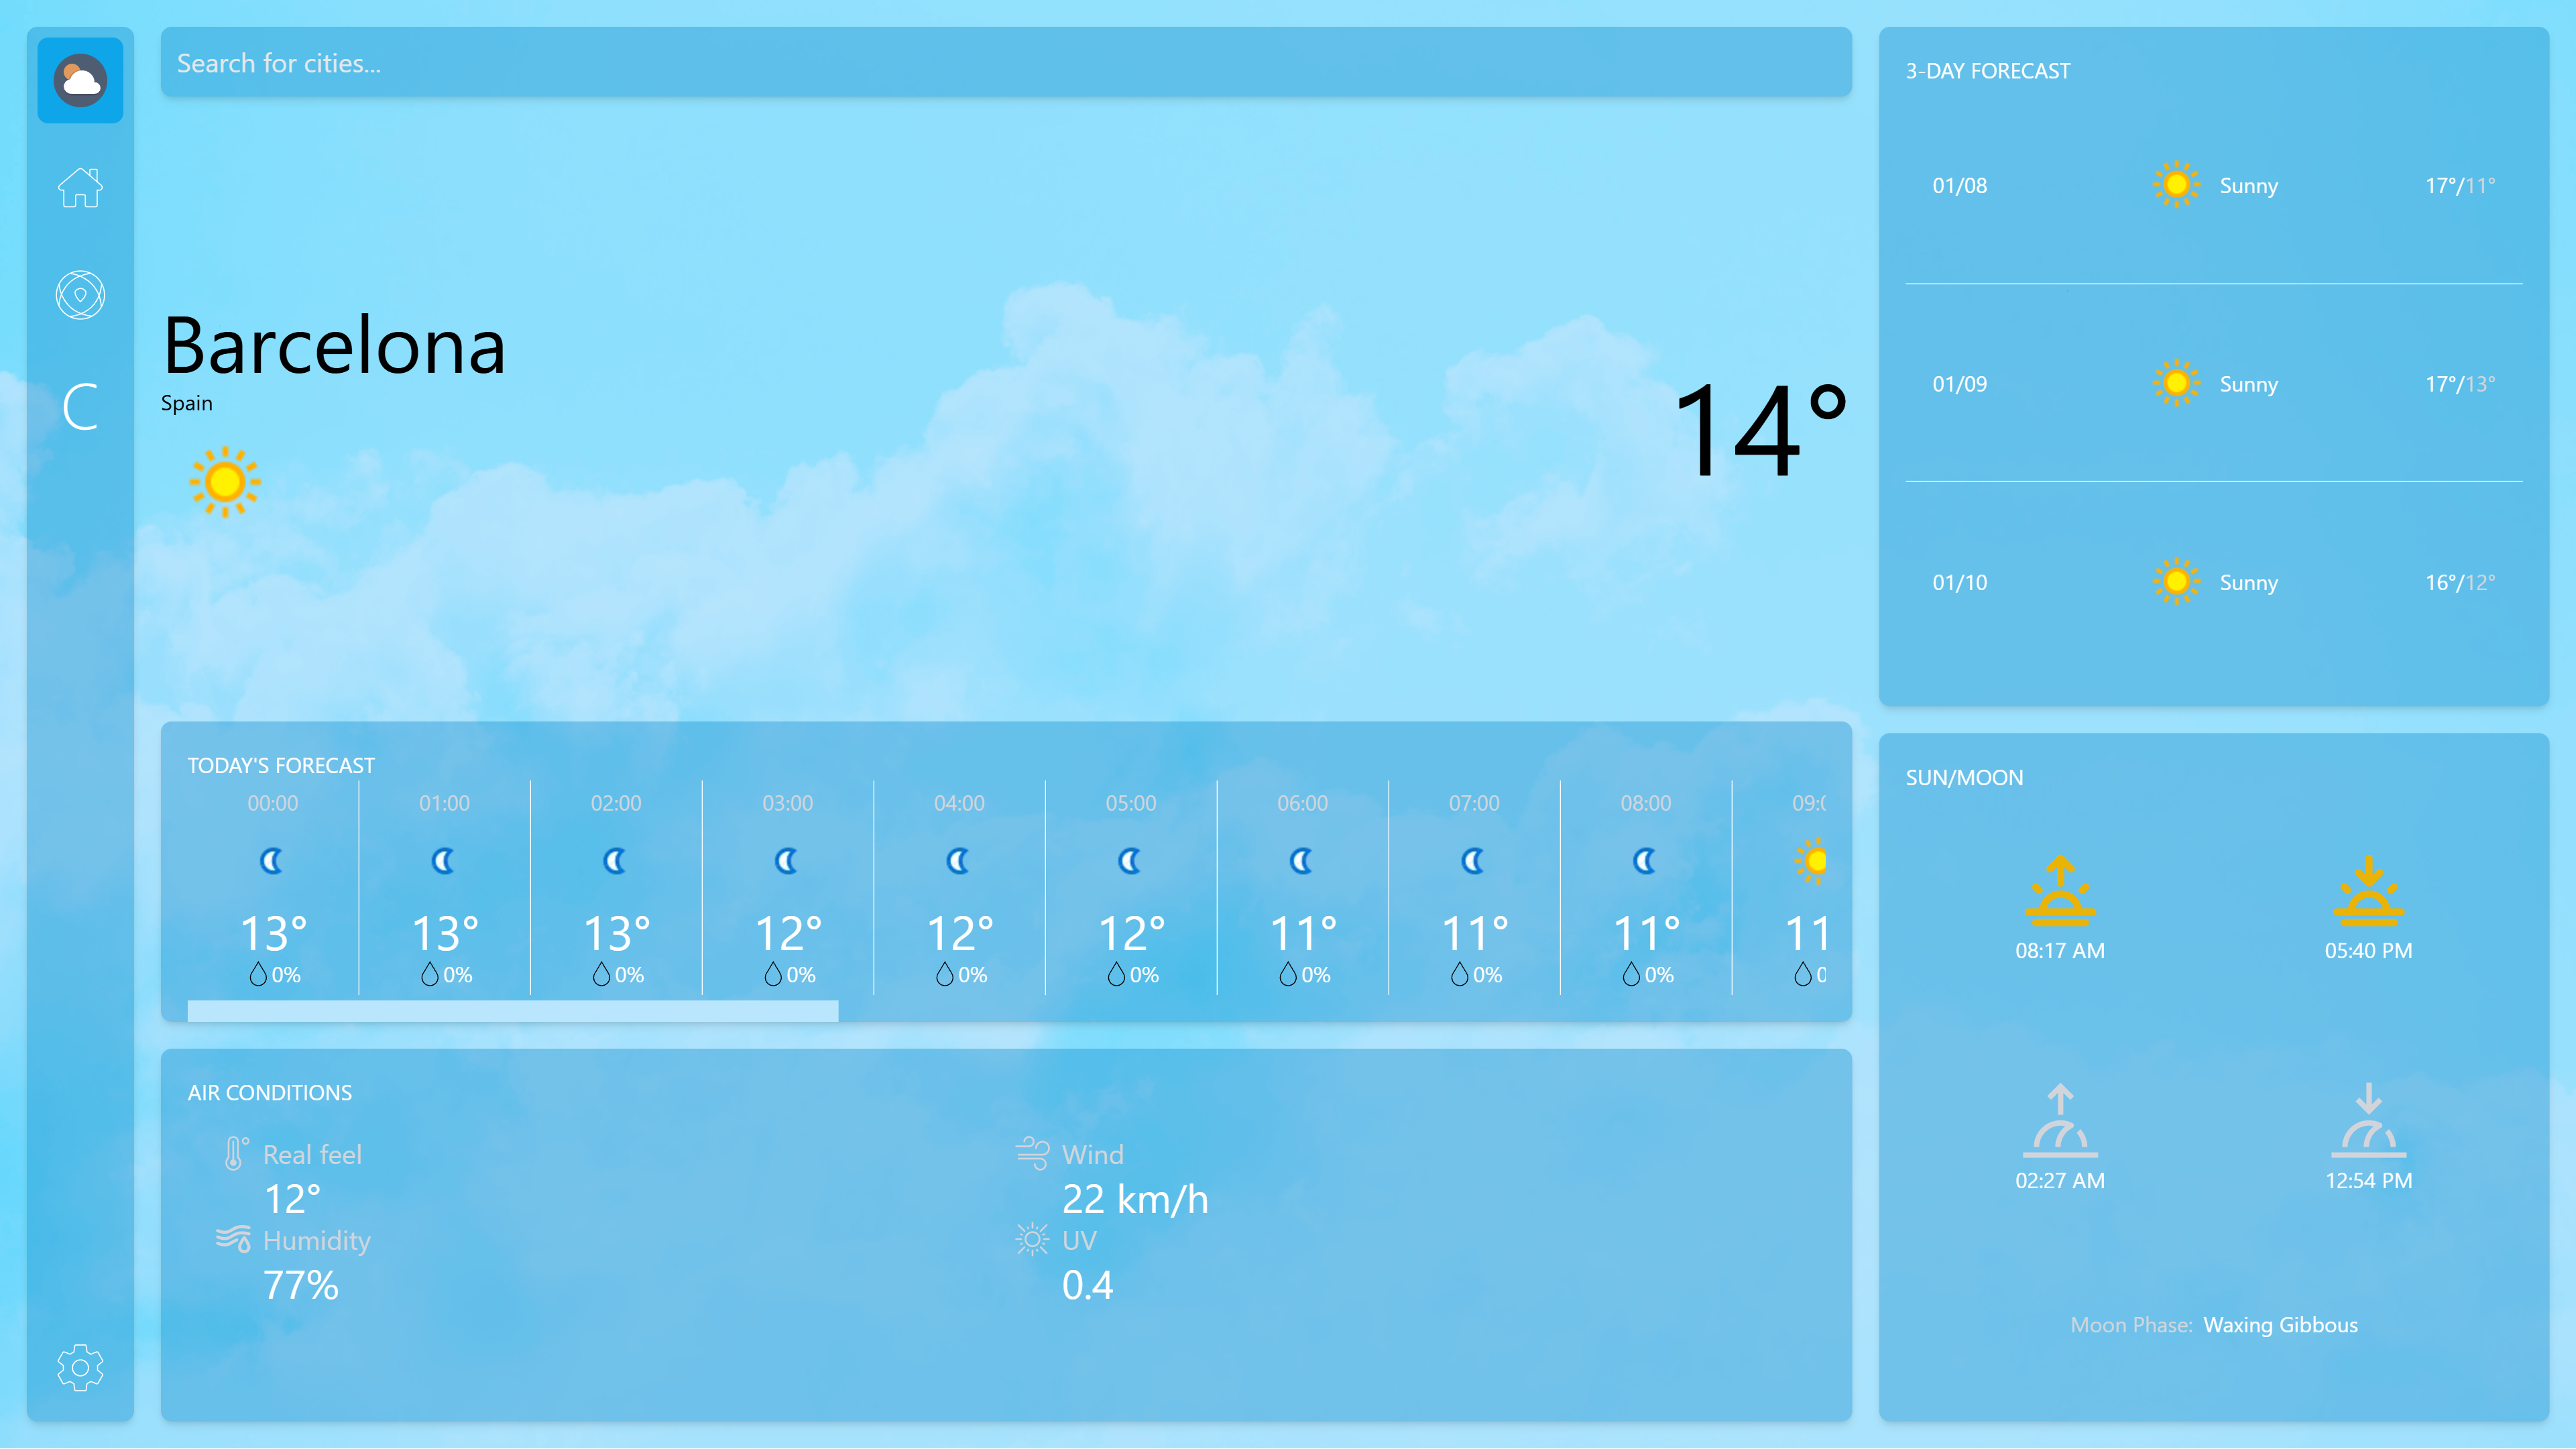 Search for cities...
C
Barcelona
Spain
14°
TODAY'S FORECAST
00:00 01:00 02:00 03:00 04:00 05:00 06:00 07:00 08:00
13° 13° 13° 12° 12° 12° 11° 11° 11° 11
0% 0% 0% 0% 0% 0% 0% 0% 0% 0
AIR CONDITIONS
Real feel
12°
Humidity
77%
Wind
22 km/h
UV
0.4
3-DAY FORECAST
01/08 Sunny 17°/11°
01/09 Sunny 17°/13°
01/10 Sunny 16°/12°
SUN/MOON
08:17 AM 05:40 PM
02:27 AM 12:54 PM
Moon Phase: Waxing Gibbous